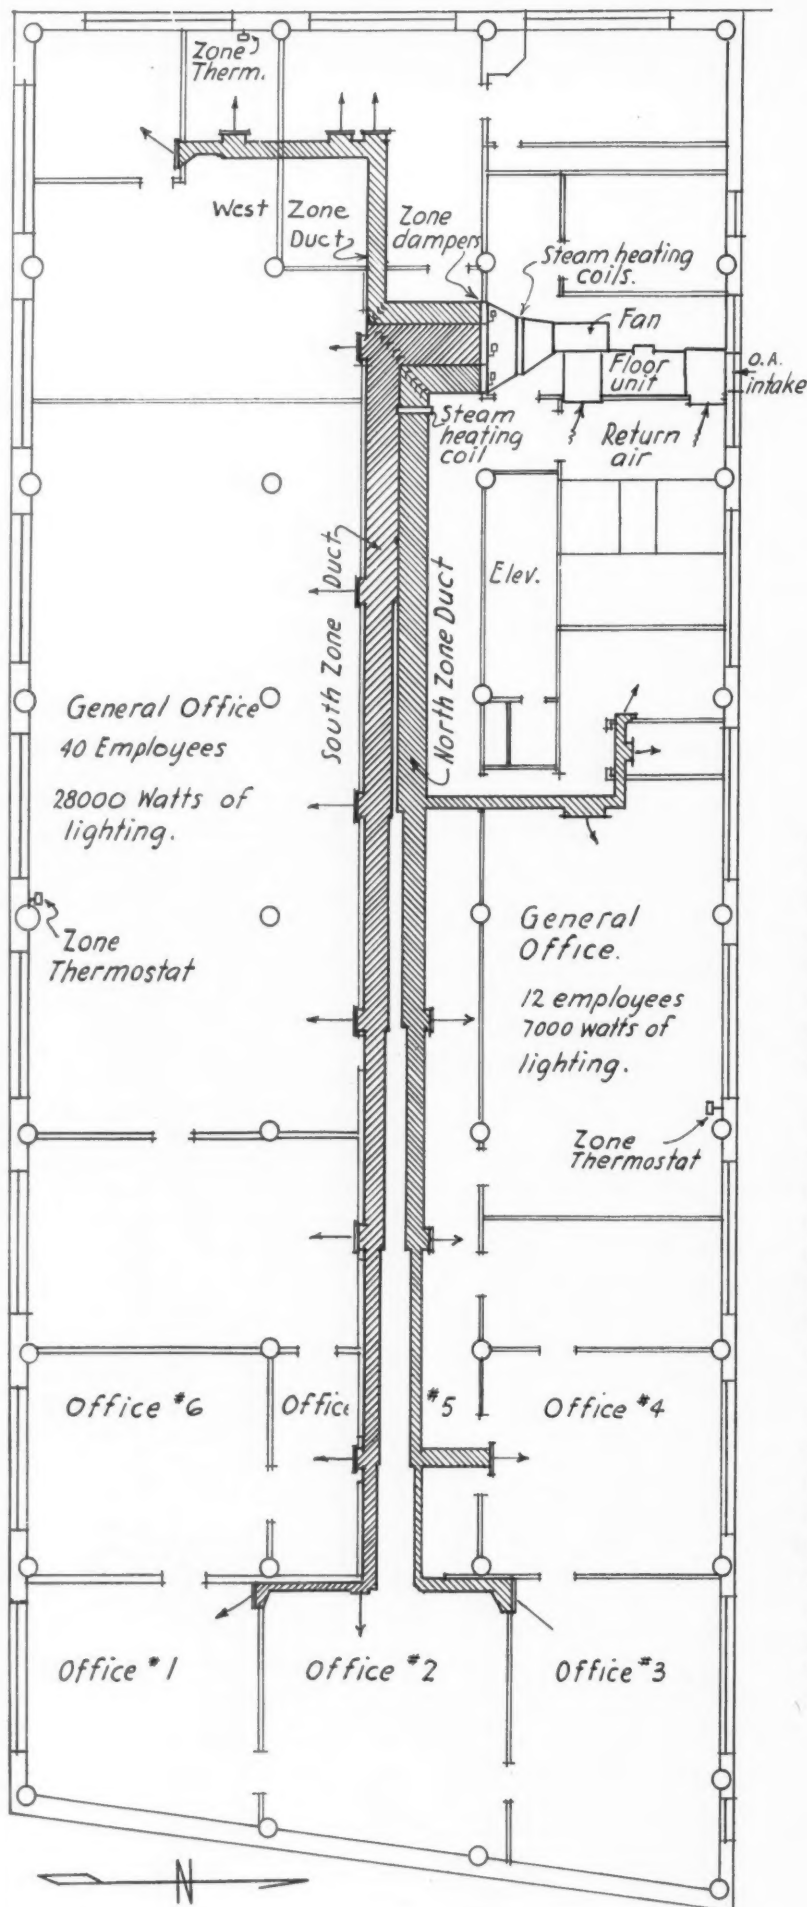 Zone
Therm.
West Zone
Duct
Zone
dampers
Steam heating
coils.
Fan
Floor
unit
O.A.
intake
Steam
heating
coil
Return
air
Elev.
South Zone Duct
North Zone Duct
General Office
40 Employees
28000 Watts of
lighting.
Zone
Thermostat
General
Office.
12 employees
7000 watts of
lighting.
Zone
Thermostat
Office #6
Office #5
Office #4
Office #1
Office #2
Office #3
N